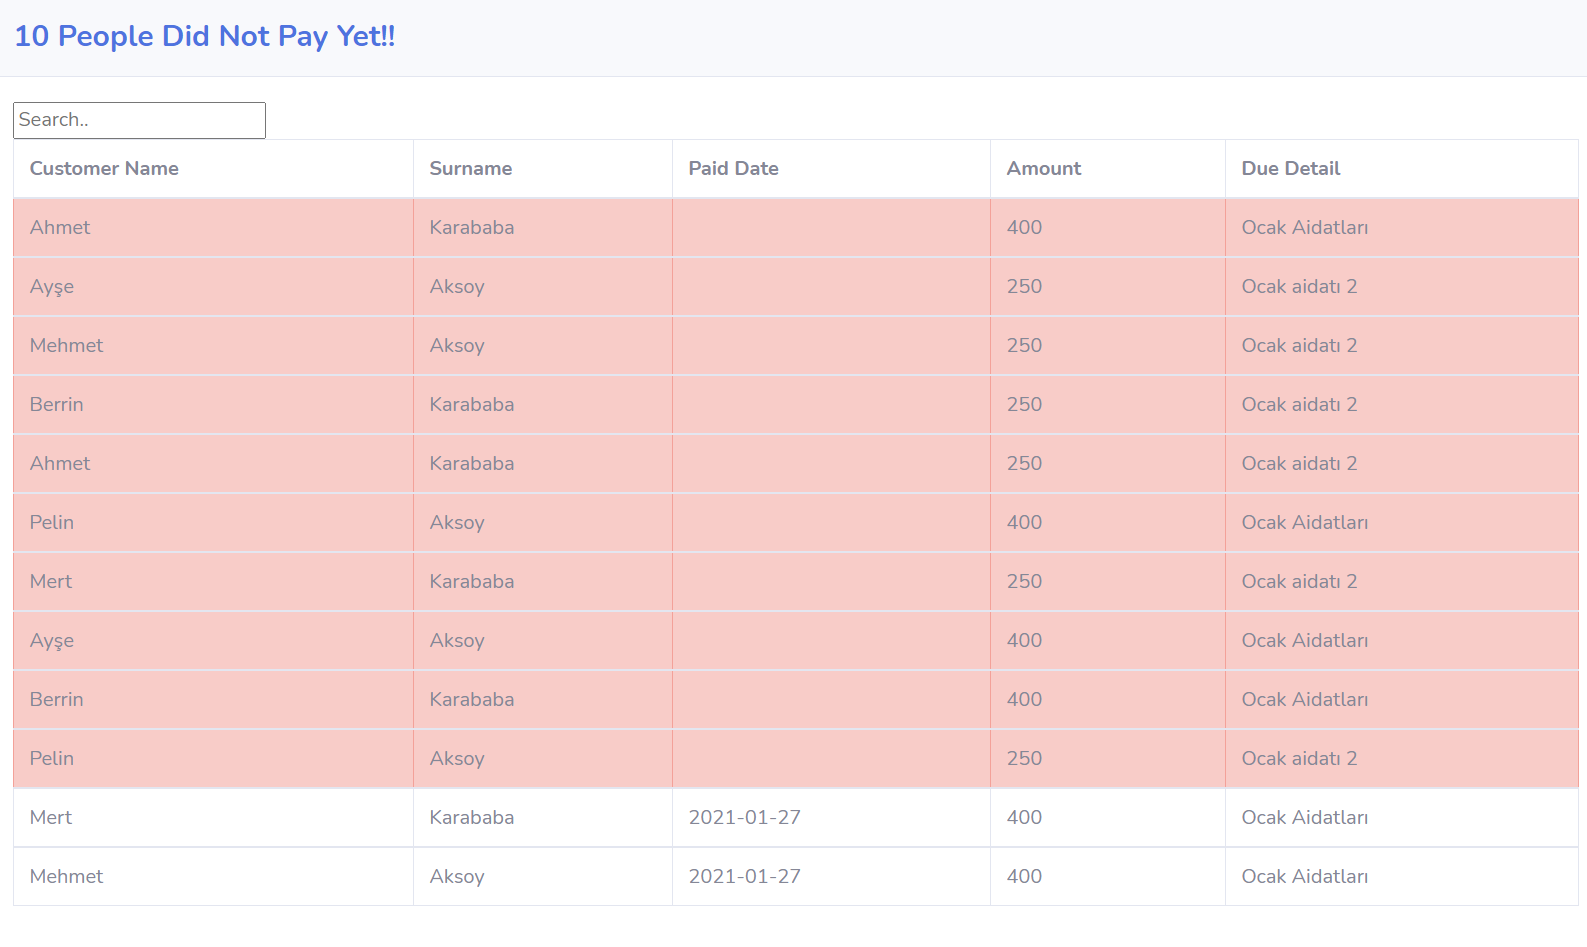 10 People Did Not Pay Yet!!
Search..
Customer Name Surname Paid Date Amount Due Detail
Ahmet Karababa 400 Ocak Aidatları
Ayşe Aksoy 250 Ocak aidatı 2
Mehmet Aksoy 250 Ocak aidatı 2
Berrin Karababa 250 Ocak aidatı 2
Ahmet Karababa 250 Ocak aidatı 2
Pelin Aksoy 400 Ocak Aidatları
Mert Karababa 250 Ocak aidatı 2
Ayşe Aksoy 400 Ocak Aidatları
Berrin Karababa 400 Ocak Aidatları
Pelin Aksoy 250 Ocak aidatı 2
Mert Karababa 2021-01-27 400 Ocak Aidatları
Mehmet Aksoy 2021-01-27 400 Ocak Aidatları